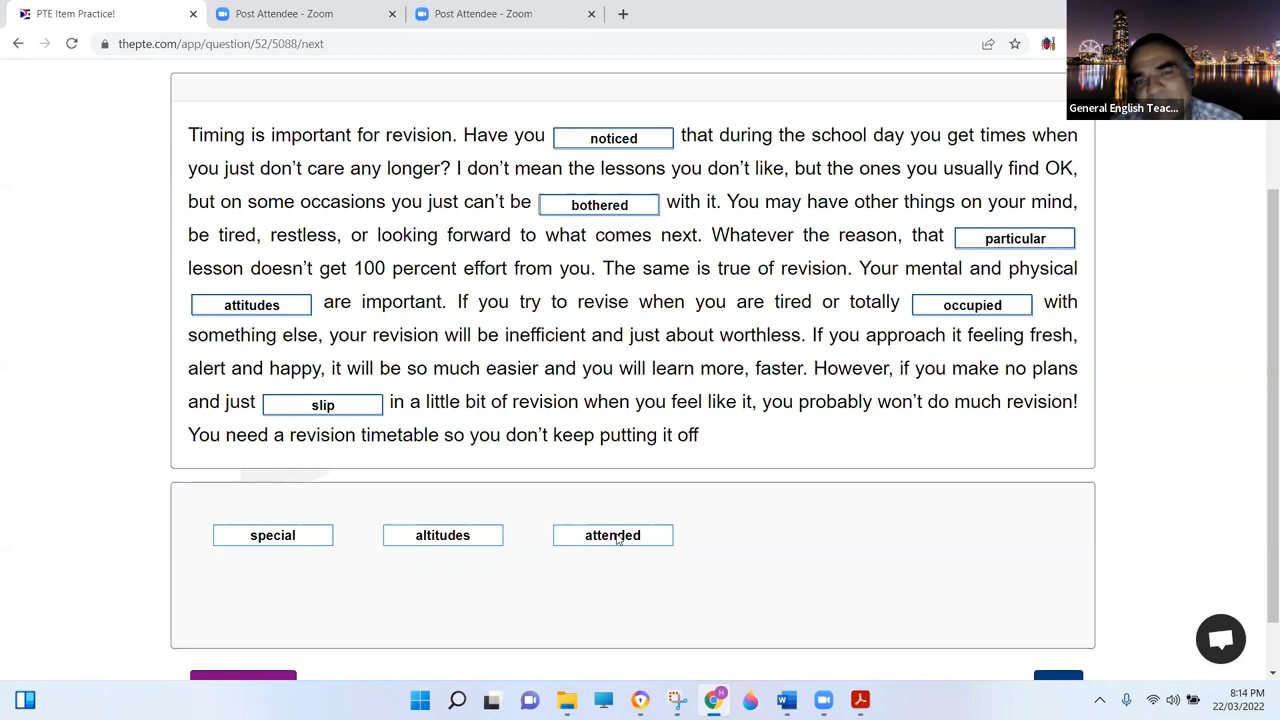 PTE Item Practice!
Post Attendee - Zoom
Post Attendee - Zoom
thepte.com/app/question/52/5088/next
General English Teac...
Timing is important for revision. Have you noticed that during the school day you get times when
you just don't care any longer? I don't mean the lessons you don't like, but the ones you usually find OK,
but on some occasions you just can't be bothered with it. You may have other things on your mind,
be tired, restless, or looking forward to what comes next. Whatever the reason, that particular
lesson doesn't get 100 percent effort from you. The same is true of revision. Your mental and physical
attitudes are important. If you try to revise when you are tired or totally occupied with
something else, your revision will be inefficient and just about worthless. If you approach it feeling fresh,
alert and happy, it will be so much easier and you will learn more, faster. However, if you make no plans
and just slip in a little bit of revision when you feel like it, you probably won't do much revision!
You need a revision timetable so you don't keep putting it off
special altitudes attended
8:14 PM
22/03/2022